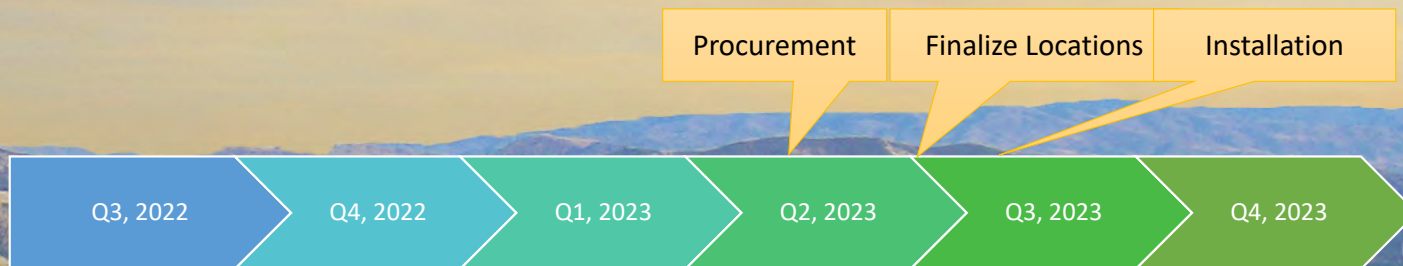 Procurement
Finalize Locations
Installation
Q3, 2022
Q4, 2022
Q1, 2023
Q2, 2023
Q3, 2023
Q4, 2023